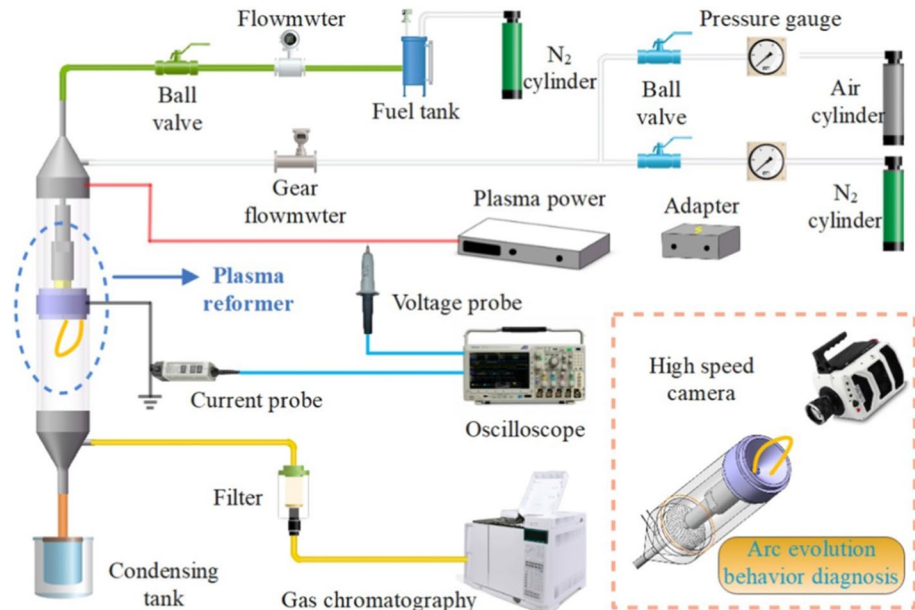 Flowmwter
Pressure gauge
N2
cylinder
Ball
valve
Fuel tank
Ball
valve
Air
cylinder
Gear
flowmwter
Plasma power
Adapter
N2
cylinder
Plasma
reformer
Voltage probe
High speed
camera
Current probe
Oscilloscope
Filter
Condensing
tank
Gas chromatography
Arc evolution
behavior diagnosis